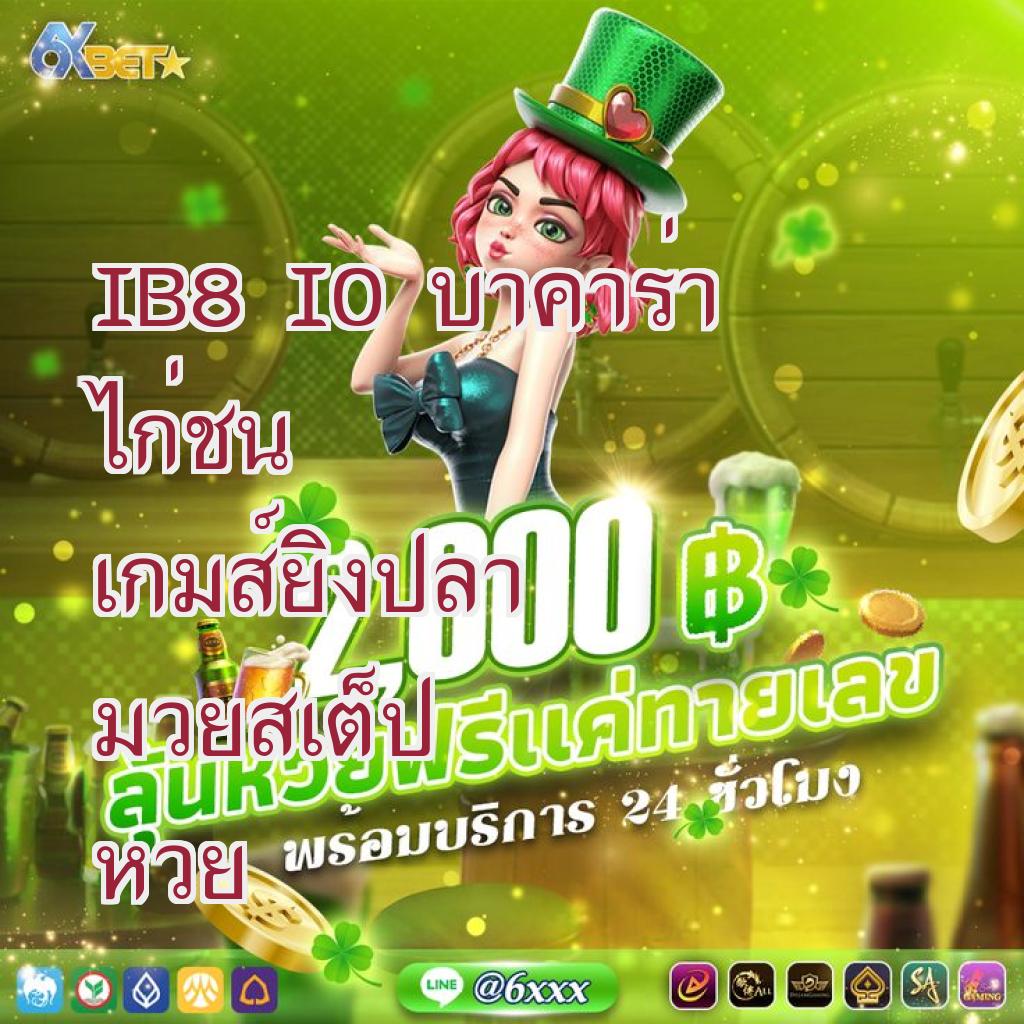 6XBET
IB8 IO บาคาร่า
ไก่ชน
2,000 ฿
เกมส์ยิงปลา
มวยสเต็ป
ลุ้นหวยฟรีแค่ทายเลข
พร้อมบริการ 24 ชั่วโมง
หวย
LINE @6xxx
ALL
SA
GAMING